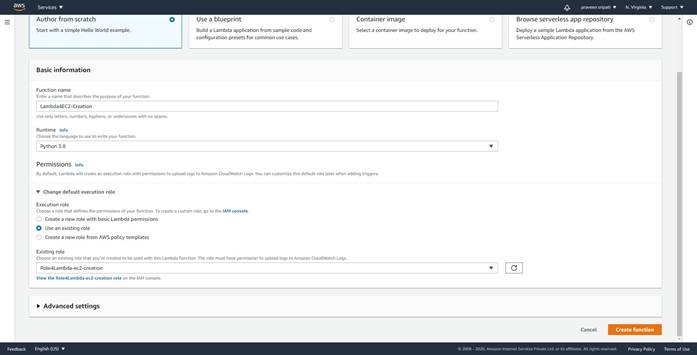 aws
Services
praveen sripati
N. Virginia
Support
Author from scratch
Start with a simple Hello World example.
Use a blueprint
Build a Lambda application from sample code and
configuration presets for common use cases.
Container image
Select a container image to deploy for your function.
Browse serverless app repository
Deploy a sample Lambda application from the AWS
Serverless Application Repository.
Basic information
Function name
Enter a name that describes the purpose of your function.
Lambda4EC2-Creation
Use only letters, numbers, hyphens, or underscores with no spaces.
Runtime Info
Choose the language to use to write your function.
Python 3.8
Permissions Info
By default, Lambda will create an execution role with permissions to upload logs to Amazon CloudWatch Logs. You can customize this default role later when adding triggers.
Change default execution role
Execution role
Choose a role that defines the permissions of your function. To create a custom role, go to the IAM console.
Create a new role with basic Lambda permissions
Use an existing role
Create a new role from AWS policy templates
Existing role
Choose an existing role that you've created to be used with this Lambda function. The role must have permission to upload logs to Amazon CloudWatch Logs.
Role4Lambda-ec2-creation
View the Role4Lambda-ec2-creation role on the IAM console.
Advanced settings
Cancel
Create function
Feedback
English (US)
© 2008 - 2020, Amazon Internet Services Private Ltd. or its affiliates. All rights reserved.
Privacy Policy
Terms of Use